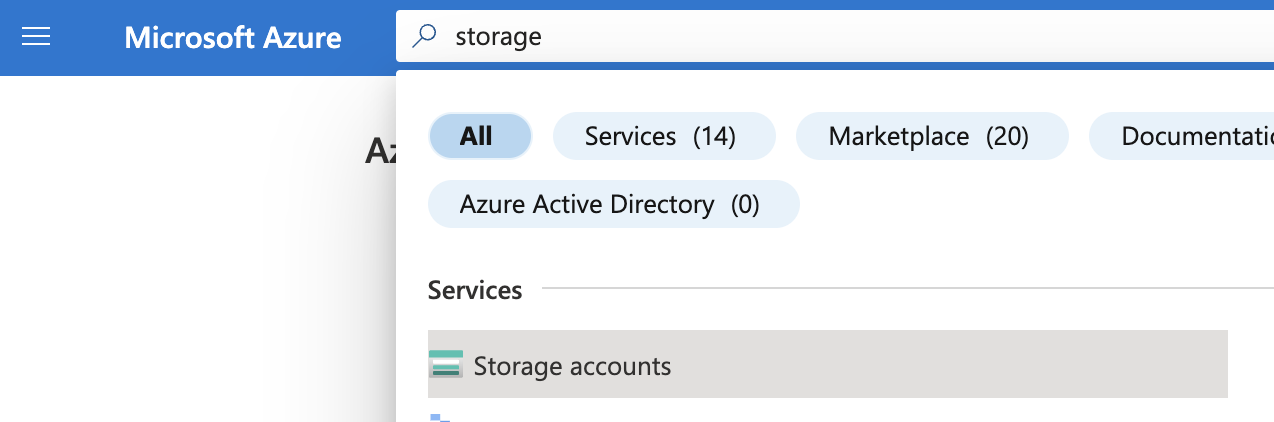 Microsoft Azure storage
All Services (14) Marketplace (20)
Azure Active Directory (0)
Services
Storage accounts